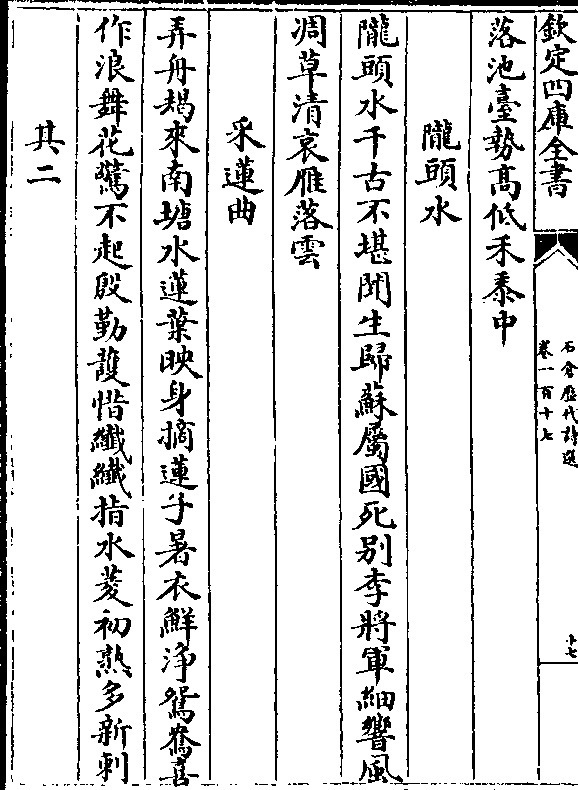 欽定四庫全書
石倉歷代詩選
卷一百十七
十七
落池臺勢高低禾黍中
隴頭水
隴頭水千古不堪聞生歸蘇屬國死别李將軍細響風
凋草清哀雁落雲
采蓮曲
弄舟朅來南塘水蓮葉映身摘蓮子暑衣鮮淨鴛鴦喜
作浪舞花驚不起殷勤護惜纖纖指水菱初熟多新刺
其二